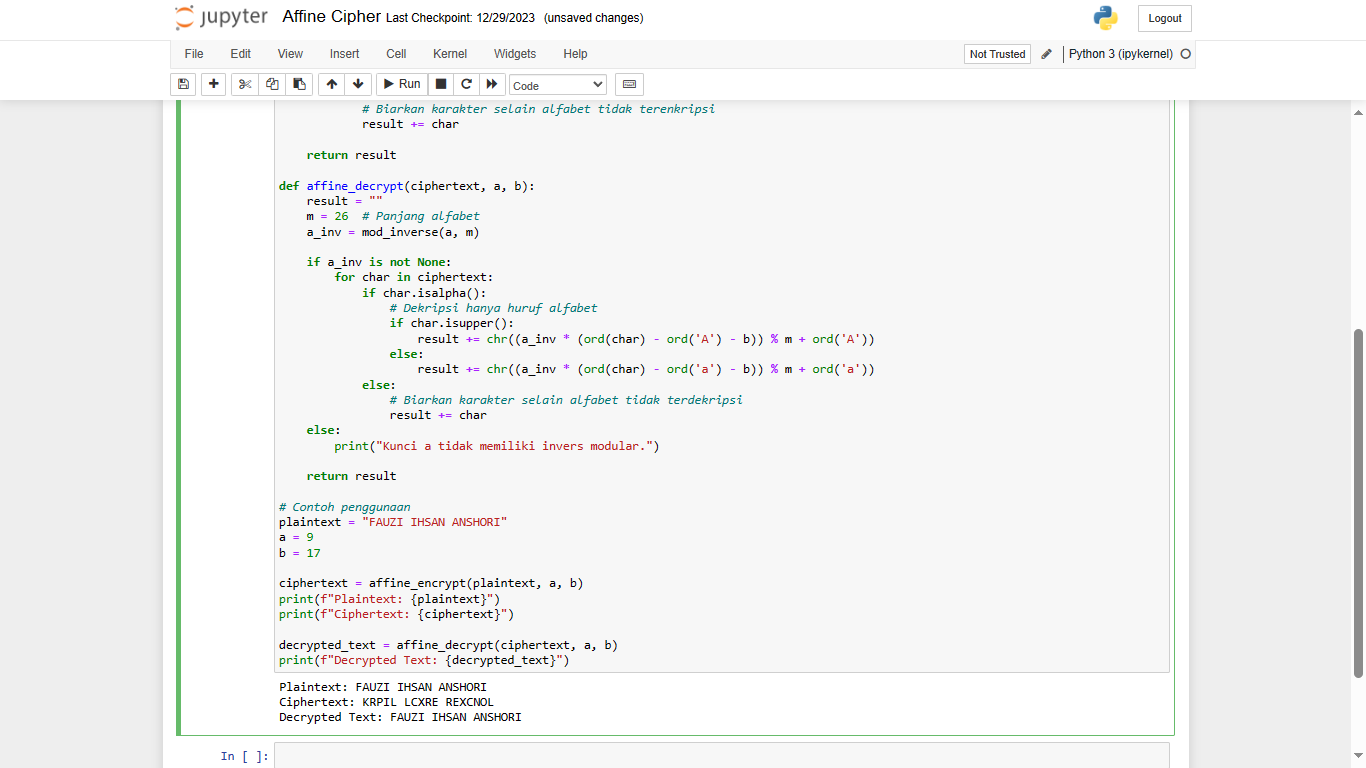 jupyter Affine Cipher Last Checkpoint: 12/29/2023 (unsaved changes) Logout
File Edit View Insert Cell Kernel Widgets Help Not Trusted Python 3 (ipykernel)
Run Code
# Biarkan karakter selain alfabet tidak terenkripsi
result += char
return result
def affine_decrypt(ciphertext, a, b):
result = ""
m = 26 # Panjang alfabet
a_inv = mod_inverse(a, m)
if a_inv is not None:
for char in ciphertext:
if char.isalpha():
# Dekripsi hanya huruf alfabet
if char.isupper():
result += chr((a_inv * (ord(char) - ord('A') - b)) % m + ord('A'))
else:
result += chr((a_inv * (ord(char) - ord('a') - b)) % m + ord('a'))
else:
# Biarkan karakter selain alfabet tidak terdekripsi
result += char
else:
print("Kunci a tidak memiliki invers modular.")
return result
# Contoh penggunaan
plaintext = "FAUZI IHSAN ANSHORI"
a = 9
b = 17
ciphertext = affine_encrypt(plaintext, a, b)
print(f"Plaintext: {plaintext}")
print(f"Ciphertext: {ciphertext}")
decrypted_text = affine_decrypt(ciphertext, a, b)
print(f"Decrypted Text: {decrypted_text}")
Plaintext: FAUZI IHSAN ANSHORI
Ciphertext: KRPIL LCXRE REXCNOL
Decrypted Text: FAUZI IHSAN ANSHORI
In [ ]: